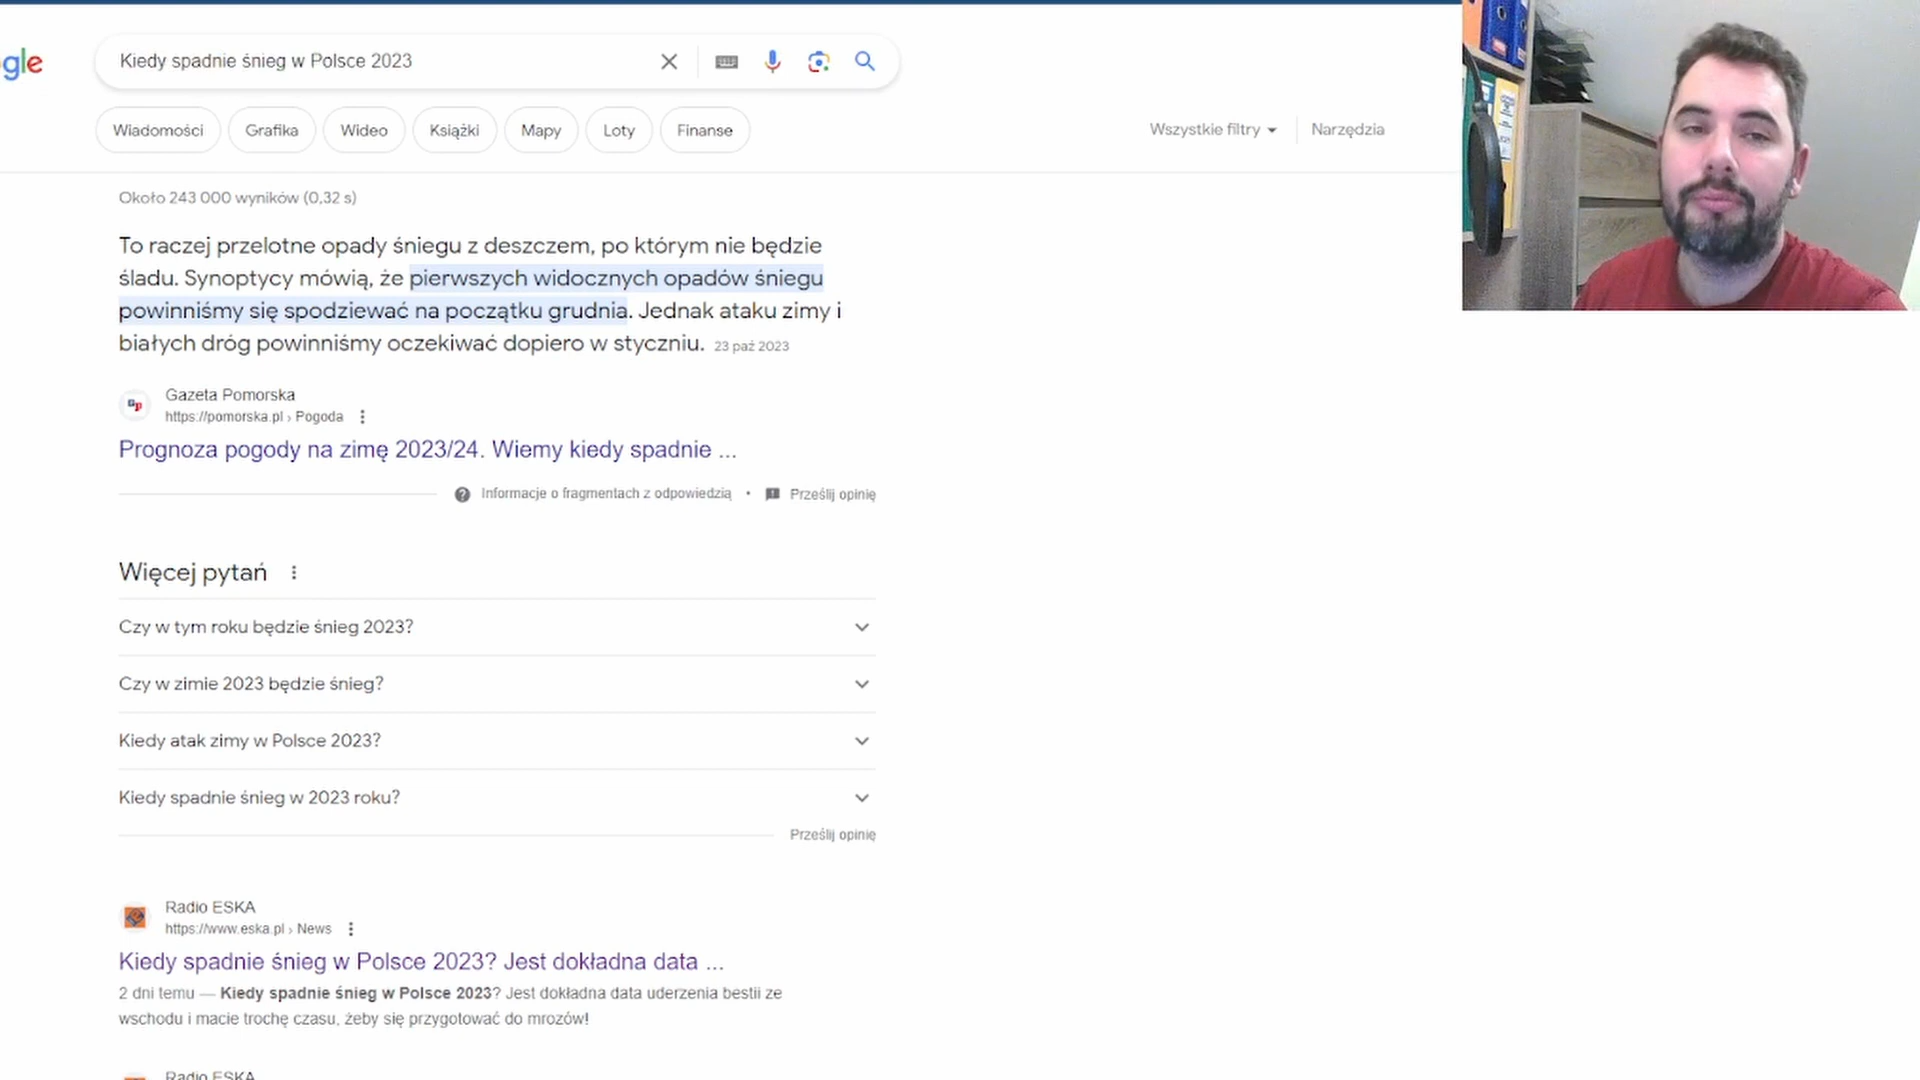 gle
Kiedy spadnie śnieg w Polsce 2023
Wiadomości
Grafika
Wideo
Książki
Mapy
Loty
Finanse
Wszystkie filtry
Narzędzia
Około 243 000 wyników (0,32 s)
To raczej przelotne opady śniegu z deszczem, po którym nie będzie
śladu. Synoptycy mówią, że pierwszych widocznych opadów śniegu
powinniśmy się spodziewać na początku grudnia. Jednak ataku zimy i
białych dróg powinniśmy oczekiwać dopiero w styczniu. 23 paź 2023
Gazeta Pomorska
https://pomorska.pl › Pogoda
Prognoza pogody na zimę 2023/24. Wiemy kiedy spadnie ...
Informacje o fragmentach z odpowiedzią • Prześlij opinię
Więcej pytań
Czy w tym roku będzie śnieg 2023?
Czy w zimie 2023 będzie śnieg?
Kiedy atak zimy w Polsce 2023?
Kiedy spadnie śnieg w 2023 roku?
Prześlij opinię
Radio ESKA
https://www.eska.pl › News
Kiedy spadnie śnieg w Polsce 2023? Jest dokładna data ...
2 dni temu — Kiedy spadnie śnieg w Polsce 2023? Jest dokładna data uderzenia bestii ze
wschodu i macie trochę czasu, żeby się przygotować do mrozów!
Radio ESKA